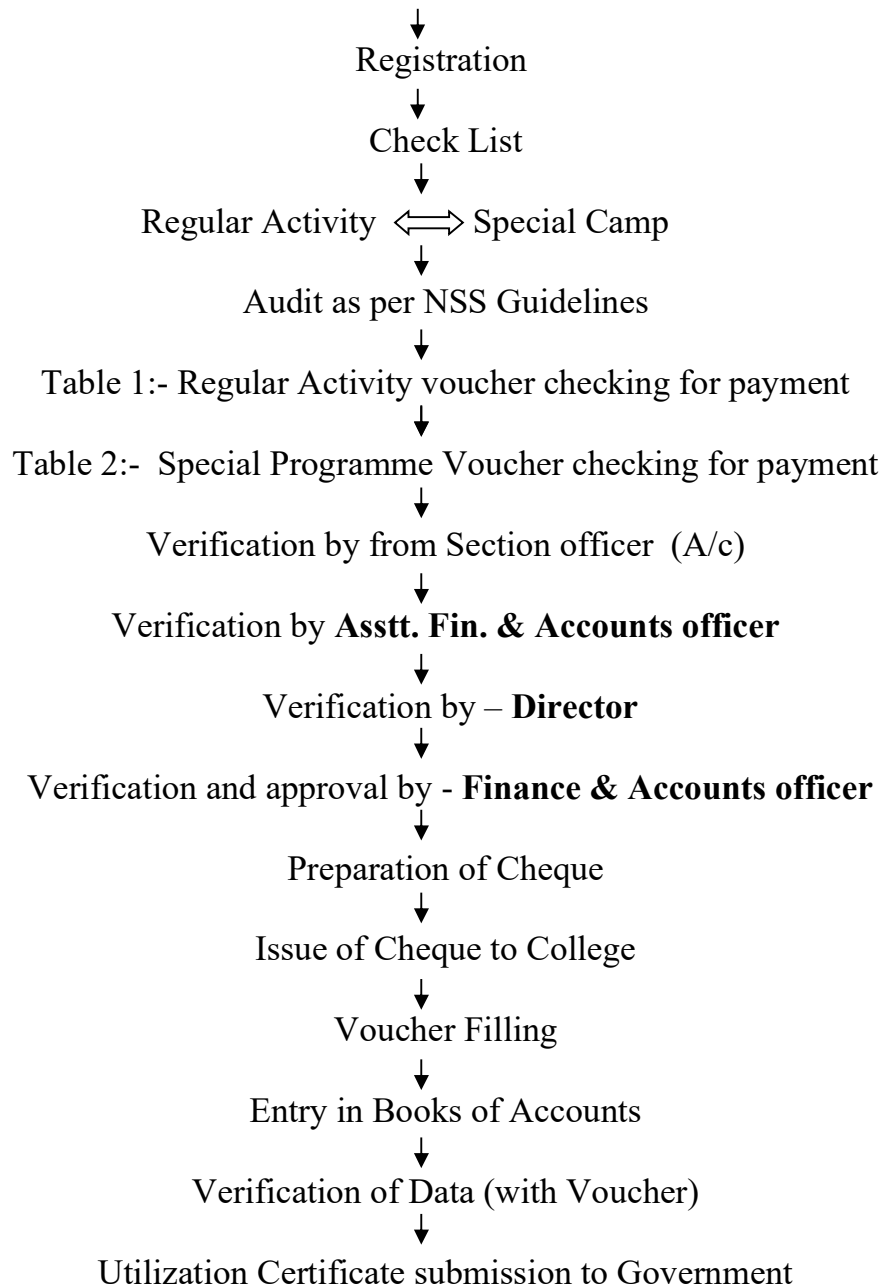 Registration
Check List
Regular Activity Special Camp
Audit as per NSS Guidelines
Table 1:- Regular Activity voucher checking for payment
Table 2:- Special Programme Voucher checking for payment
Verification by from Section officer (A/c)
Verification by Asstt. Fin. & Accounts officer
Verification by – Director
Verification and approval by - Finance & Accounts officer
Preparation of Cheque
Issue of Cheque to College
Voucher Filling
Entry in Books of Accounts
Verification of Data (with Voucher)
Utilization Certificate submission to Government